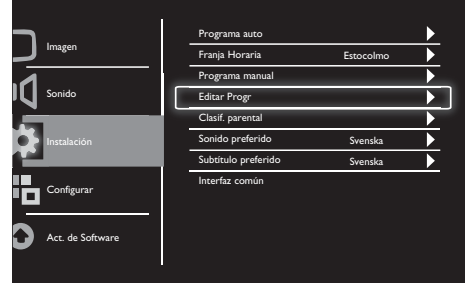 Imagen
Sonido
Instalación
Configurar
Act. de Software
Programa auto
Franja Horaria Estocolmo
Programa manual
Editar Progr
Clasif. parental
Sonido preferido Svenska
Subtítulo preferido Svenska
Interfaz común